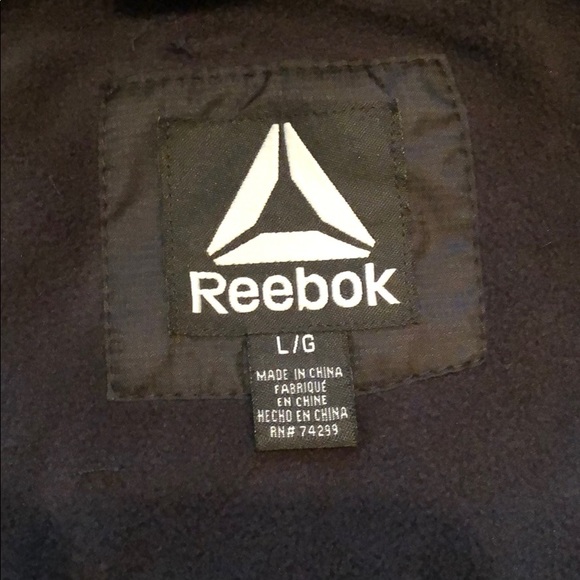 Reebok
L/G
MADE IN CHINA
FABRIQUÉ
EN CHINE
HECHO EN CHINA
RN# 74299